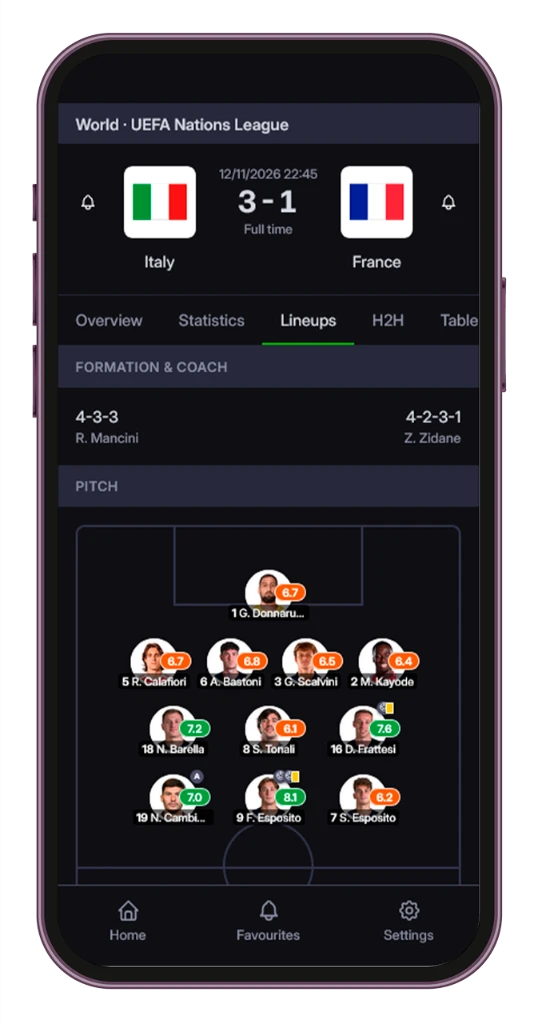 World · UEFA Nations League
12/11/2026 22:45
3 - 1
Full time
Italy
France
Overview Statistics Lineups H2H Table
FORMATION & COACH
4-3-3 4-2-3-1
R. Mancini Z. Zidane
PITCH
6.7
1 G. Donnaru...
6.7 6.8 6.5 6.4
5 R. Calafiori 6 A. Bastoni 3 G. Scalvini 2 M. Kayode
7.2 6.1 7.6
18 N. Barella 8 S. Tonali 16 D. Frattesi
A
7.0 8.1 6.2
19 N. Cambi... 9 F. Esposito 7 S. Esposito
Home Favourites Settings